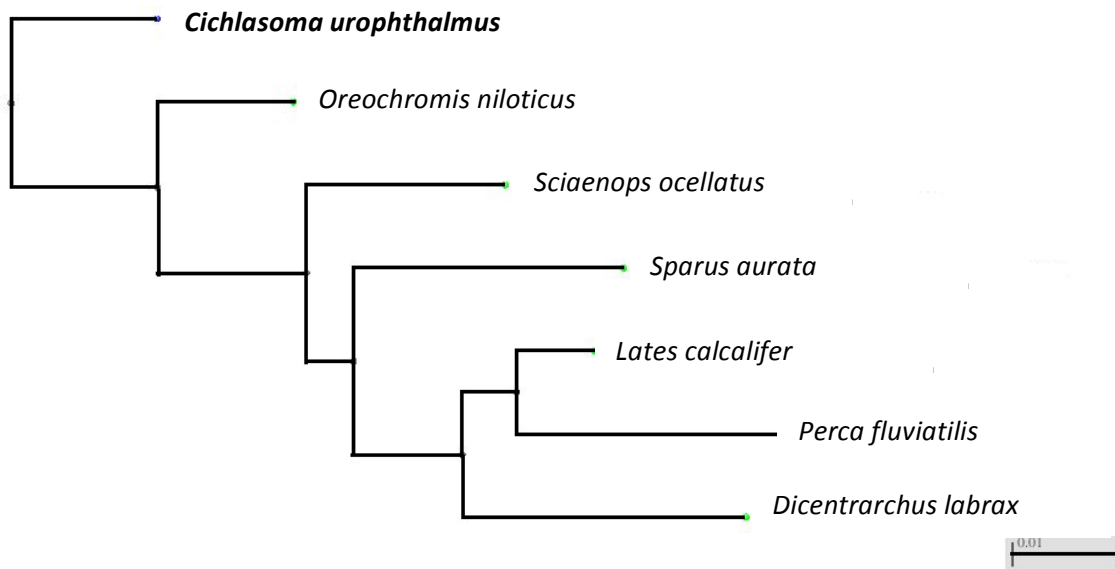 Cichlasoma urophthalmus
Oreochromis niloticus
Sciaenops ocellatus
Sparus aurata
Lates calcalifer
Perca fluviatilis
Dicentrarchus labrax
0.01